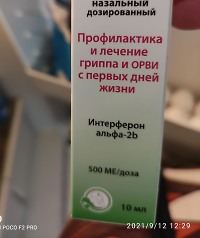 назальный
дозированный
Профилактика
и лечение
гриппа и ОРВИ
с первых дней
жизни
Интерферон
альфа-2b
500 МЕ/доза
10 мл
POCO F2 PRO
2021/9/12 12:29